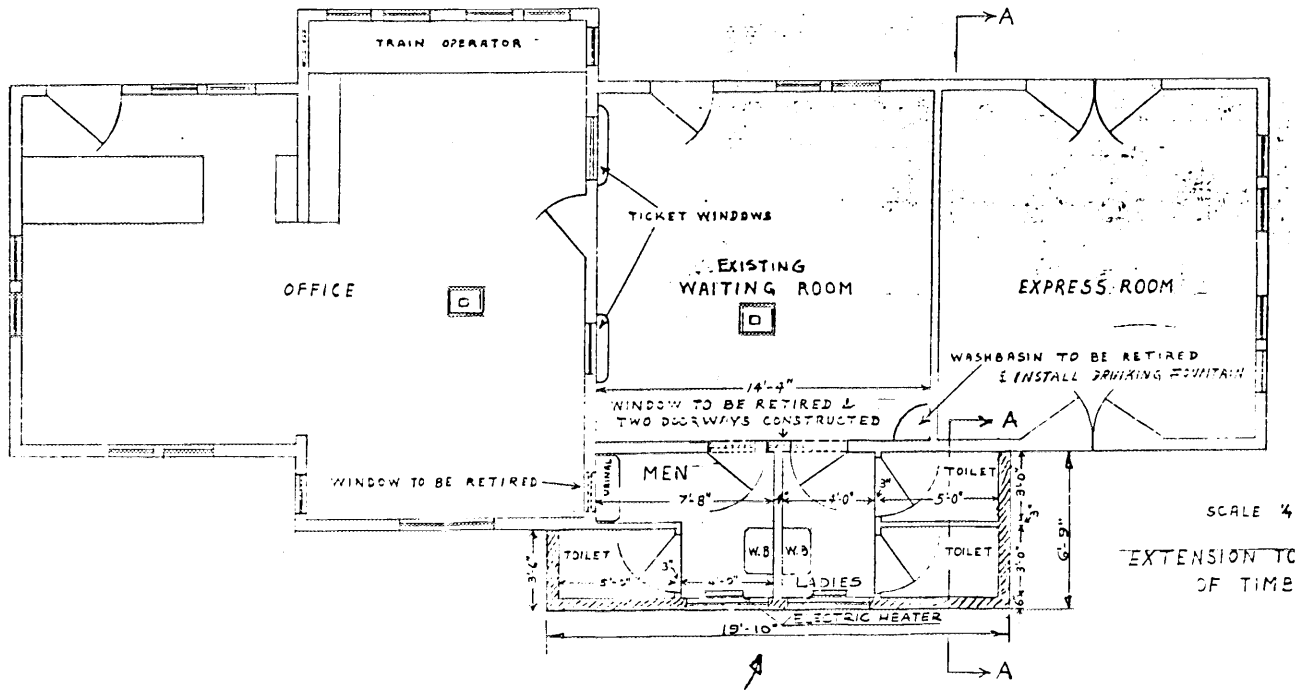 A
TRAIN OPERATOR
TICKET WINDOWS
OFFICE
EXISTING
WAITING ROOM
EXPRESS ROOM
WASHBASIN TO BE RETIRED
& INSTALL DRINKING FOUNTAIN
14'-4"
WINDOW TO BE RETIRED &
TWO DOORWAYS CONSTRUCTED
A
WINDOW TO BE RETIRED
URINAL
MEN
TOILET
7'-8"
4'-0"
3"
5'-0"
3'-0"
3"
3'-0"
6"
6'-9"
SCALE 1/4
EXTENSION TO
OF TIMB
TOILET
W.B
W.B
TOILET
3'-6"
5'-0"
3"
4'-0"
LADIES
ELECTRIC HEATER
19'-10"
A